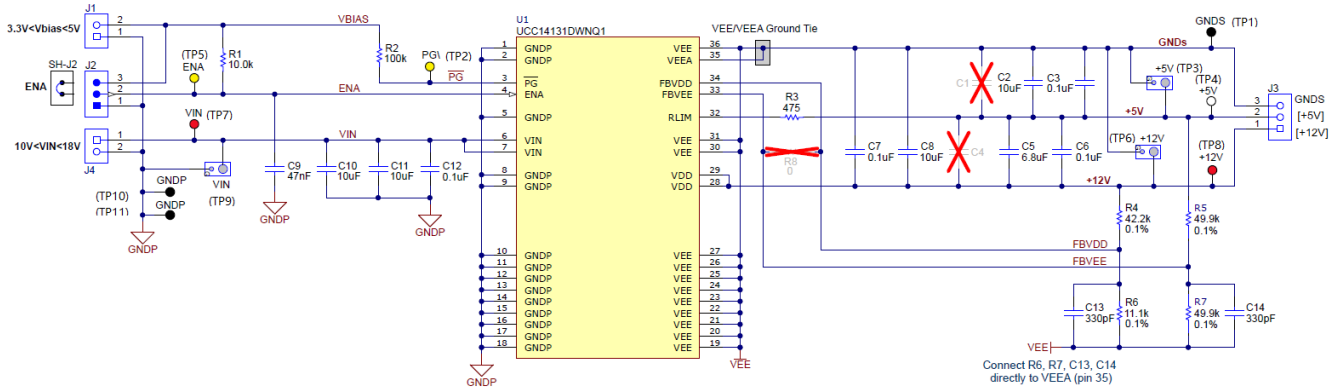 J1
3.3V<Vbias<5V
2
1
VBIAS
R1
10.0k
R2
100k
PG\ (TP2)
PG
SH-J2
ENA
J2
3
2
1
(TP5)
ENA
ENA
VIN (TP7)
10V<VIN<18V
1
2
J4
VIN
VIN
(TP9)
(TP10)
GNDP
(TP11)
GNDP
GNDP
C9
47nF
C10
10uF
C11
10uF
C12
0.1uF
GNDP
GNDP
U1
UCC14131DWNQ1
1 GNDP
2 GNDP
3 PG
4 ENA
5 GNDP
6 VIN
7 VIN
8 GNDP
9 GNDP
10 GNDP
11 GNDP
12 GNDP
13 GNDP
14 GNDP
15 GNDP
16 GNDP
17 GNDP
18 GNDP
GNDP
VEE 36
VEEA 35
FBVDD 34
FBVEE 33
RLIM 32
VEE 31
VEE 30
VDD 29
VDD 28
VEE 27
VEE 26
VEE 25
VEE 24
VEE 23
VEE 22
VEE 21
VEE 20
VEE 19
VEE
VEE/VEEA Ground Tie
R3
475
R8
0
C7
0.1uF
C8
10uF
C1
C4
C2
10uF
C3
0.1uF
C5
6.8uF
C6
0.1uF
GNDS (TP1)
GNDs
+5V (TP3)
(TP4)
+5V
+5V
(TP6) +12V
(TP8)
+12V
+12V
J3
3
2
1
GNDS
[+5V]
[+12V]
R4
42.2k
0.1%
R5
49.9k
0.1%
FBVDD
FBVEE
C13
330pF
R6
11.1k
0.1%
R7
49.9k
0.1%
C14
330pF
VEE
Connect R6, R7, C13, C14
directly to VEEA (pin 35)